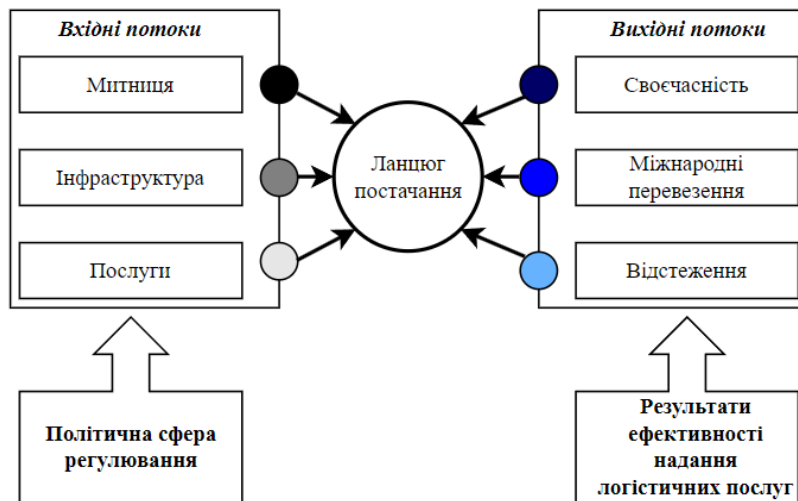 Вхідні потоки
Митниця
Інфраструктура
Послуги
Політична сфера
регулювання
Ланцюг
постачання
Вихідні потоки
Своєчасність
Міжнародні
перевезення
Відстеження
Результати
ефективності
надання
логістичних послуг